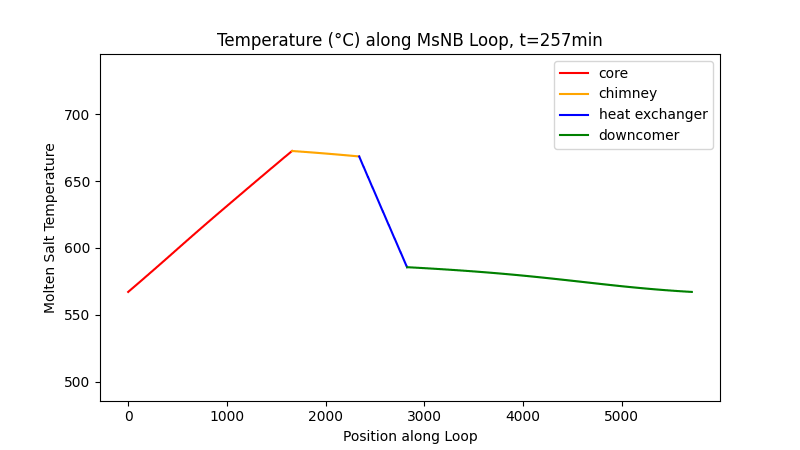 Temperature (°C) along MsNB Loop, t=257min
core
chimney
heat exchanger
downcomer
Molten Salt Temperature
700
650
600
550
500
0 1000 2000 3000 4000 5000
Position along Loop